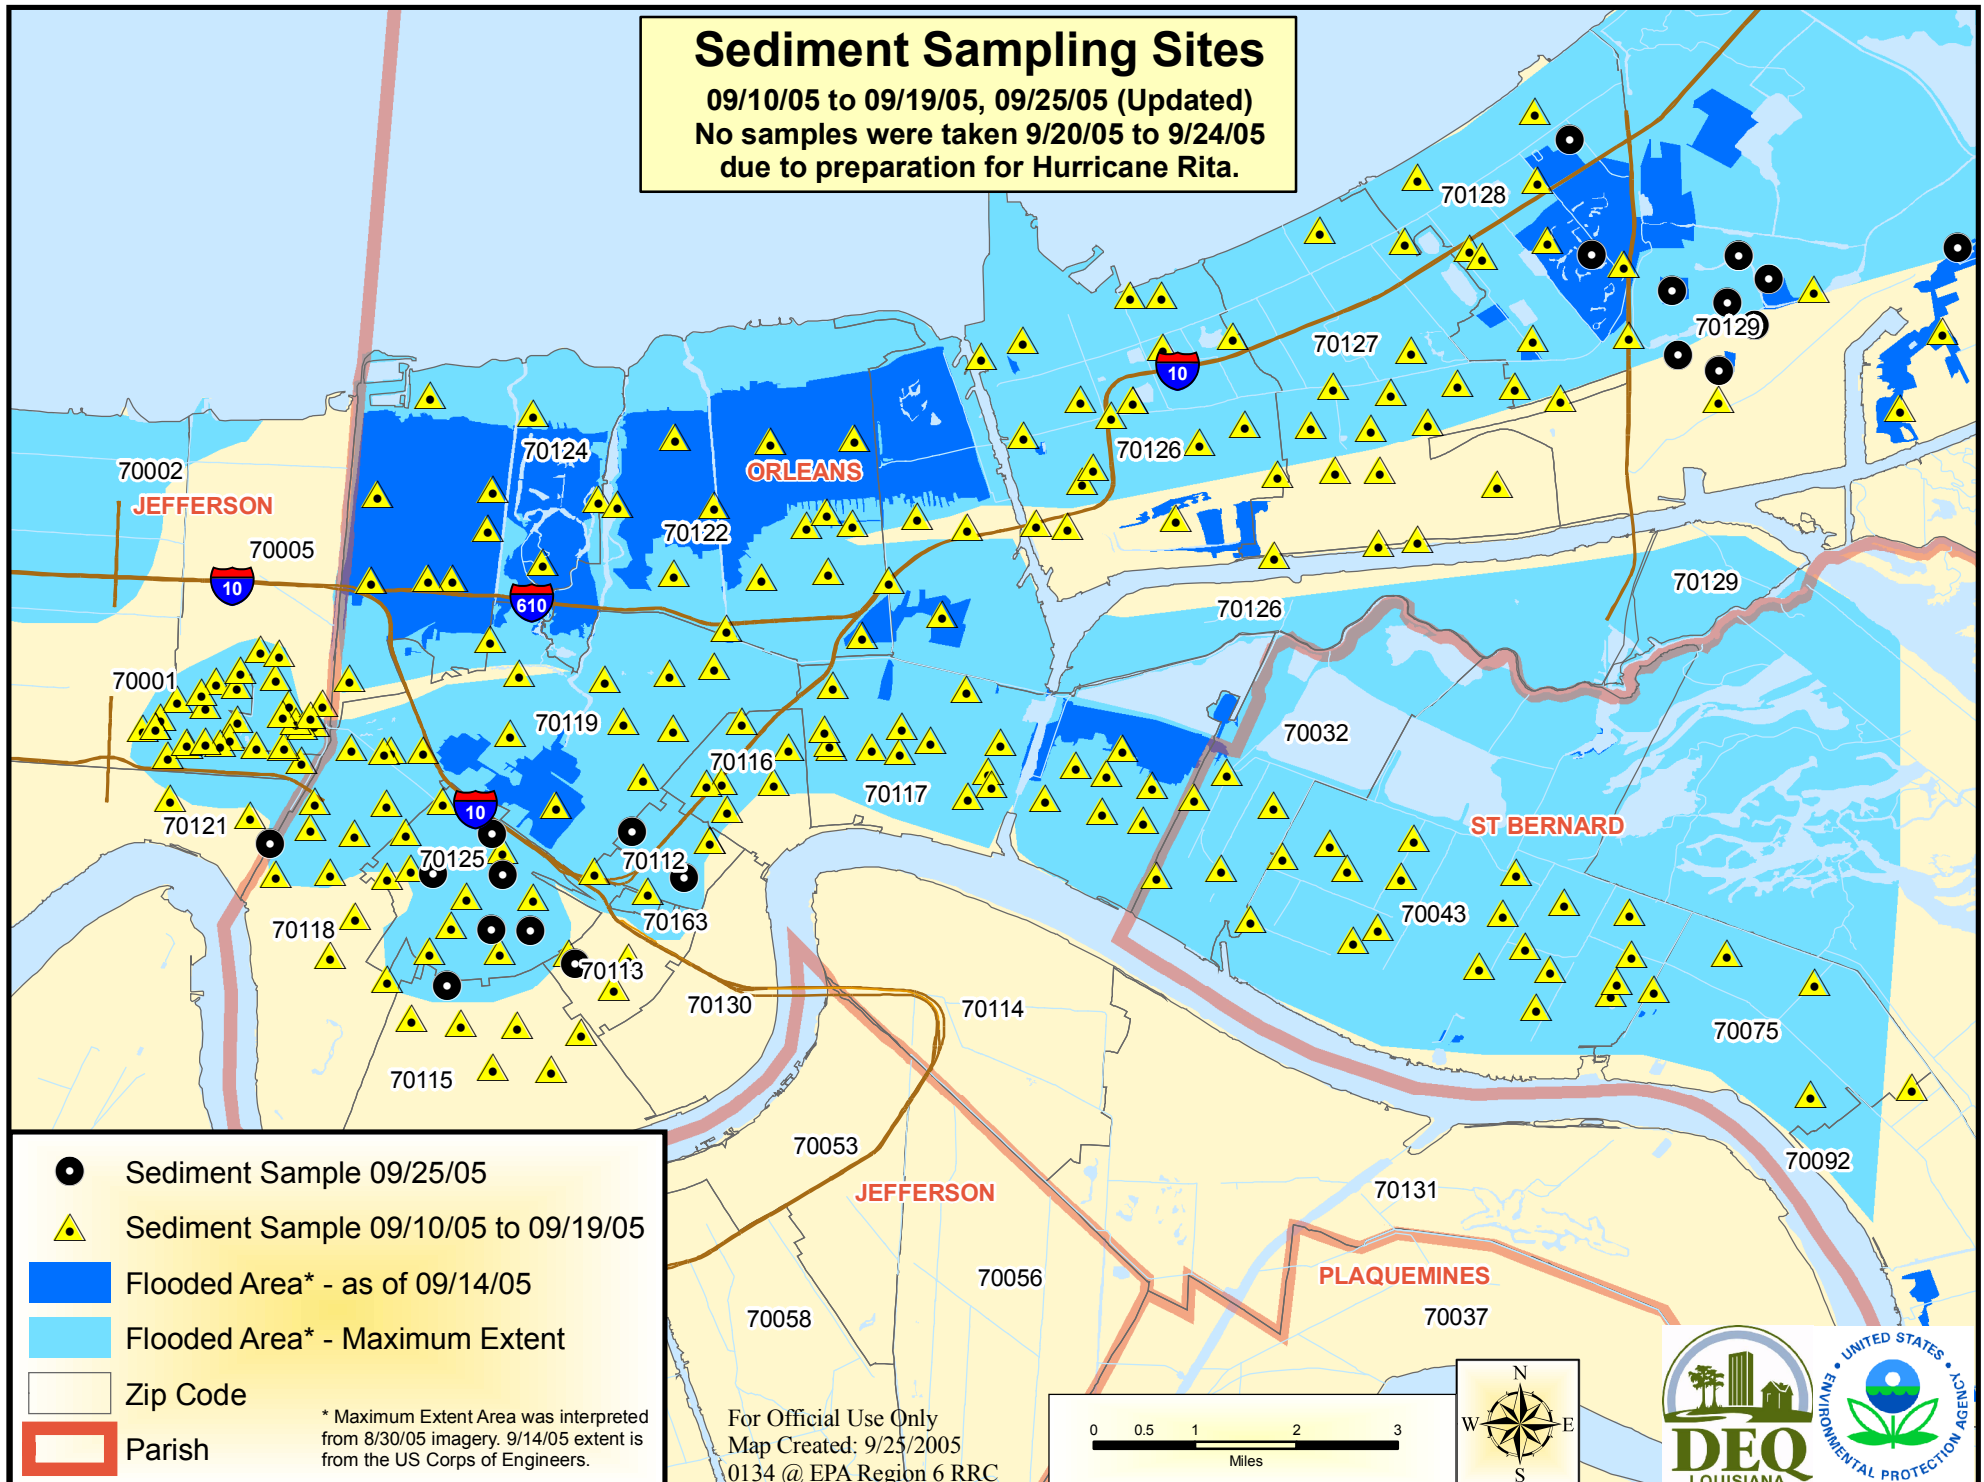 Sediment Sampling Sites
09/10/05 to 09/19/05, 09/25/05 (Updated)
No samples were taken 9/20/05 to 9/24/05
due to preparation for Hurricane Rita.
70128
70129
70127
10
70124
70126
70002
ORLEANS
JEFFERSON
70122
70005
10
610
70129
70126
70001
70119
70032
70116
70117
10
70121
ST BERNARD
70125
70112
70043
70163
70118
70113
70130
70114
70075
70115
70053
70092
JEFFERSON
70131
70056
PLAQUEMINES
70058
70037
Sediment Sample 09/25/05
Sediment Sample 09/10/05 to 09/19/05
Flooded Area* - as of 09/14/05
Flooded Area* - Maximum Extent
Zip Code
Parish
* Maximum Extent Area was interpreted
from 8/30/05 imagery. 9/14/05 extent is
from the US Corps of Engineers.
For Official Use Only
Map Created: 9/25/2005
0134 @ EPA Region 6 RRC
0 0.5 1 2 3
Miles
N
W E
S
DEQ
LOUISIANA
UNITED STATES
ENVIRONMENTAL PROTECTION AGENCY